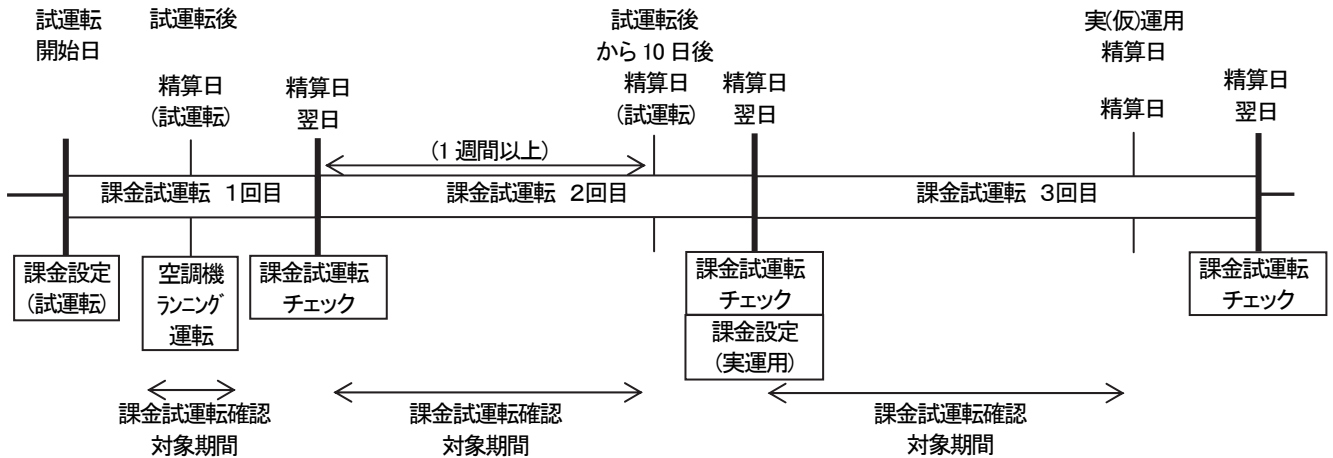 試運転
開始日
試運転後
精算日
(試運転)
精算日
翌日
試運転後
から 10 日後
精算日
(試運転)
精算日
翌日
実(仮)運用
精算日
精算日
精算日
翌日
(1 週間以上)
課金試運転 1回目
課金試運転 2回目
課金試運転 3回目
課金設定
(試運転)
空調機
ランニング
運転
課金試運転
チェック
課金試運転
チェック
課金設定
(実運用)
課金試運転
チェック
課金試運転確認
対象期間
課金試運転確認
対象期間
課金試運転確認
対象期間